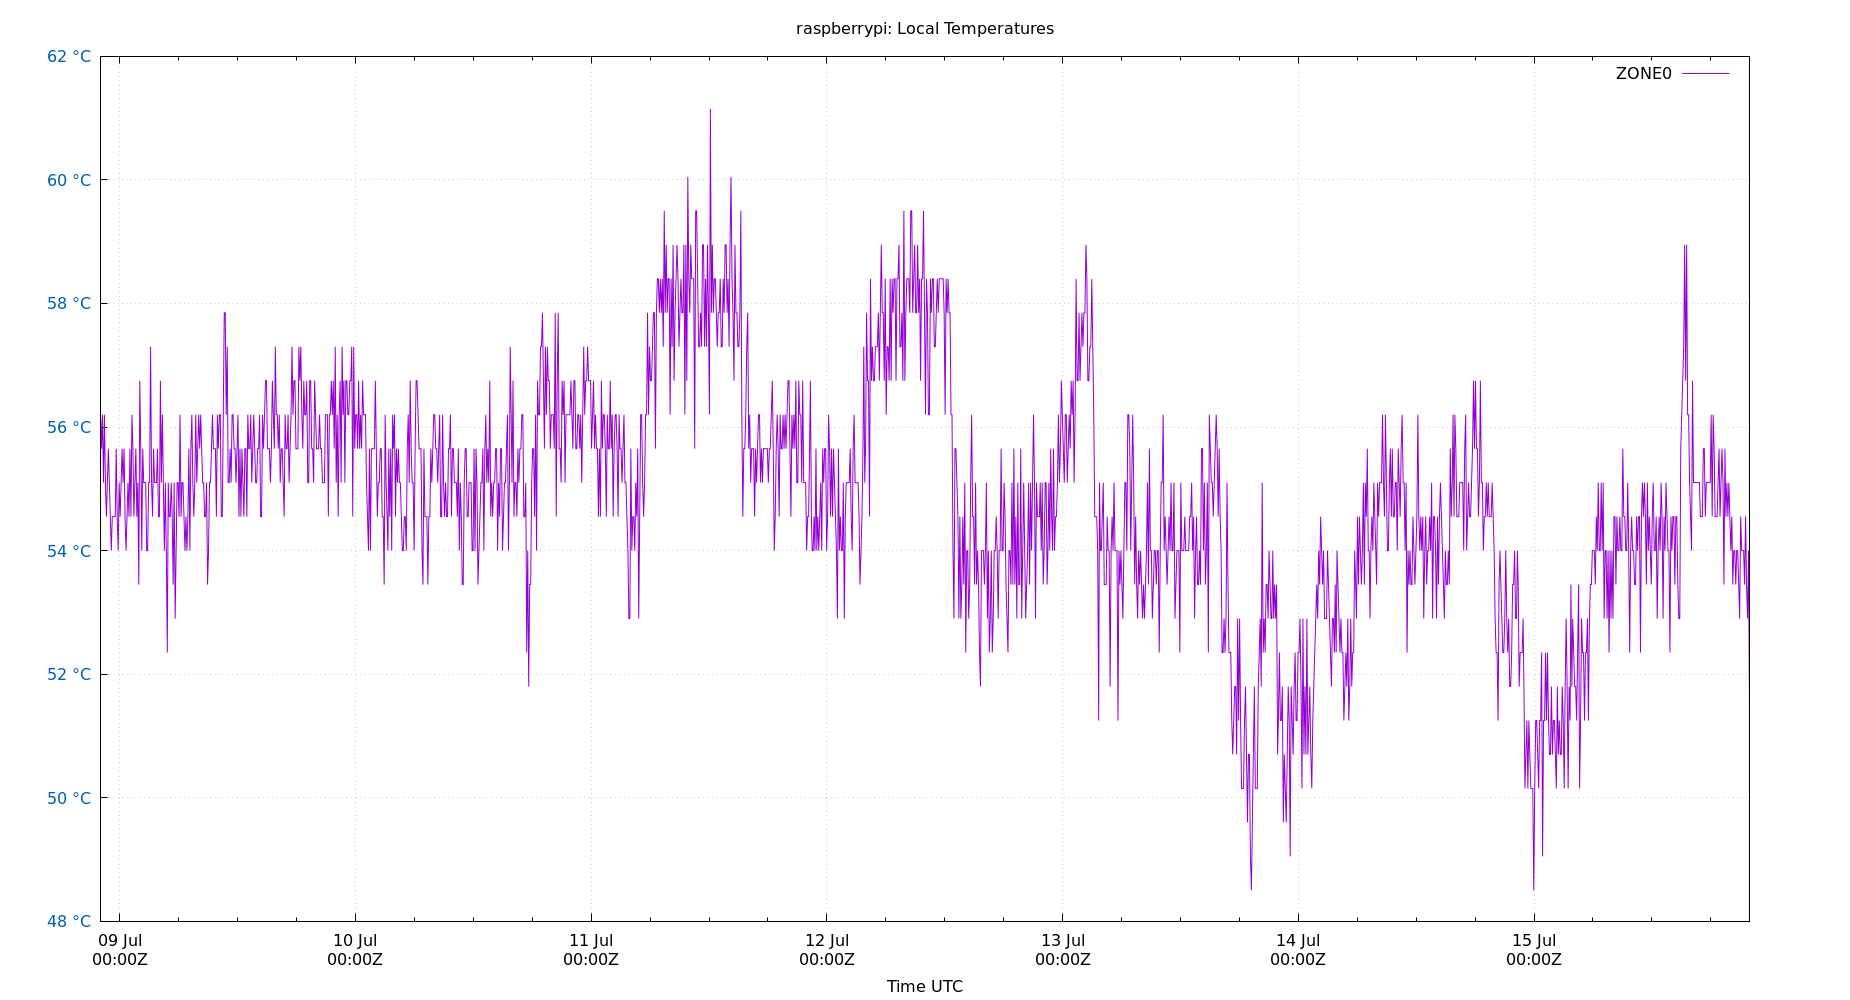 raspberrypi: Local Temperatures
62 °C
ZONE0
60 °C
58 °C
56 °C
54 °C
52 °C
50 °C
48 °C
09 Jul 10 Jul 11 Jul 12 Jul 13 Jul 14 Jul 15 Jul
00:00Z 00:00Z 00:00Z 00:00Z 00:00Z 00:00Z 00:00Z
Time UTC